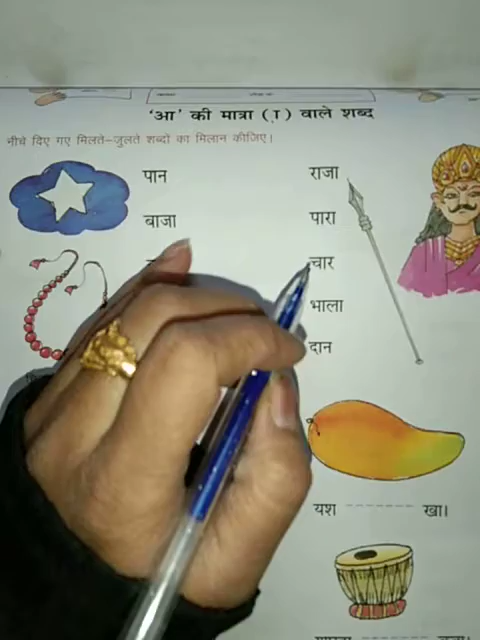 'आ' की मात्रा (ा) वाले शब्द
नीचे दिए गए मिलते-जुलते शब्दों का मिलान कीजिए।
पान राजा
बाजा पारा
चार
भाला
दान
यश ------- खा।